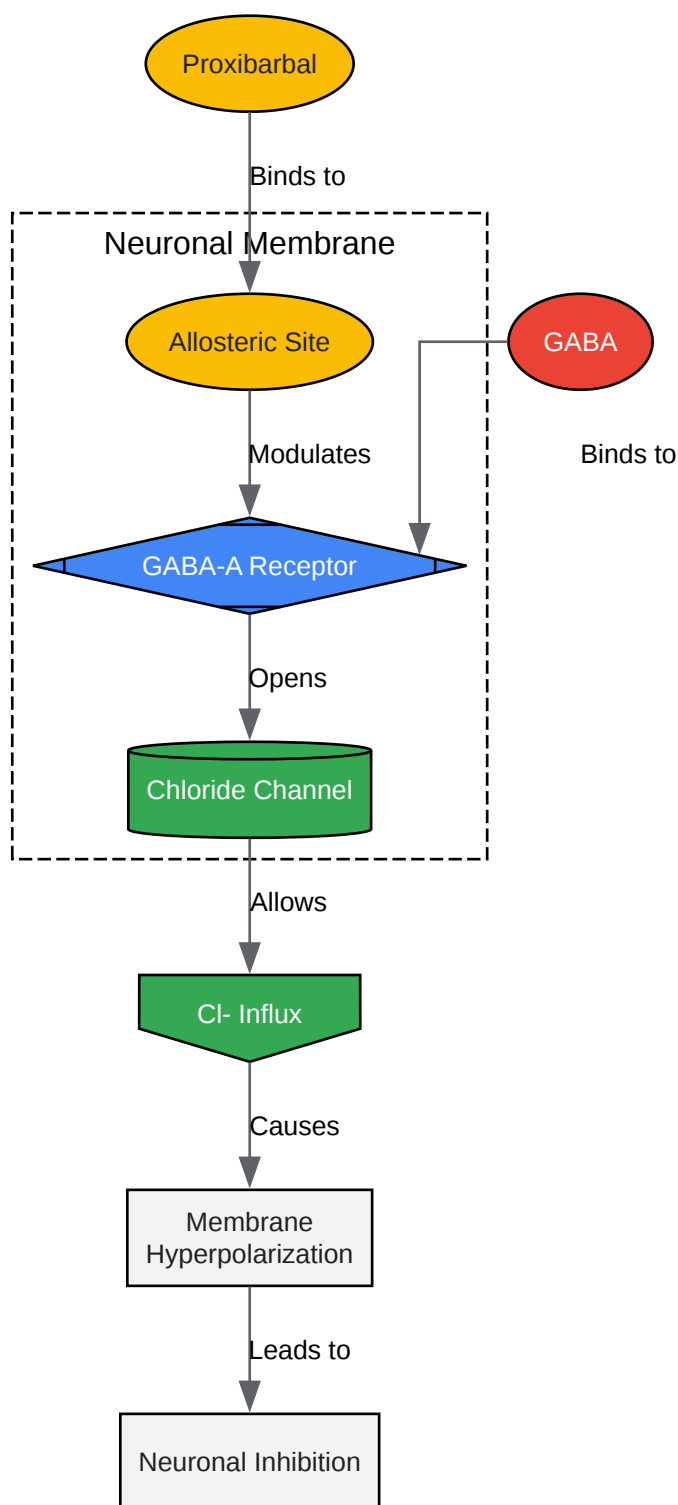 Proxibarbal
Binds to
Neuronal Membrane
Allosteric Site
GABA
Modulates
Binds to
GABA-A Receptor
Opens
Chloride Channel
Allows
Cl- Influx
Causes
Membrane
Hyperpolarization
Leads to
Neuronal Inhibition